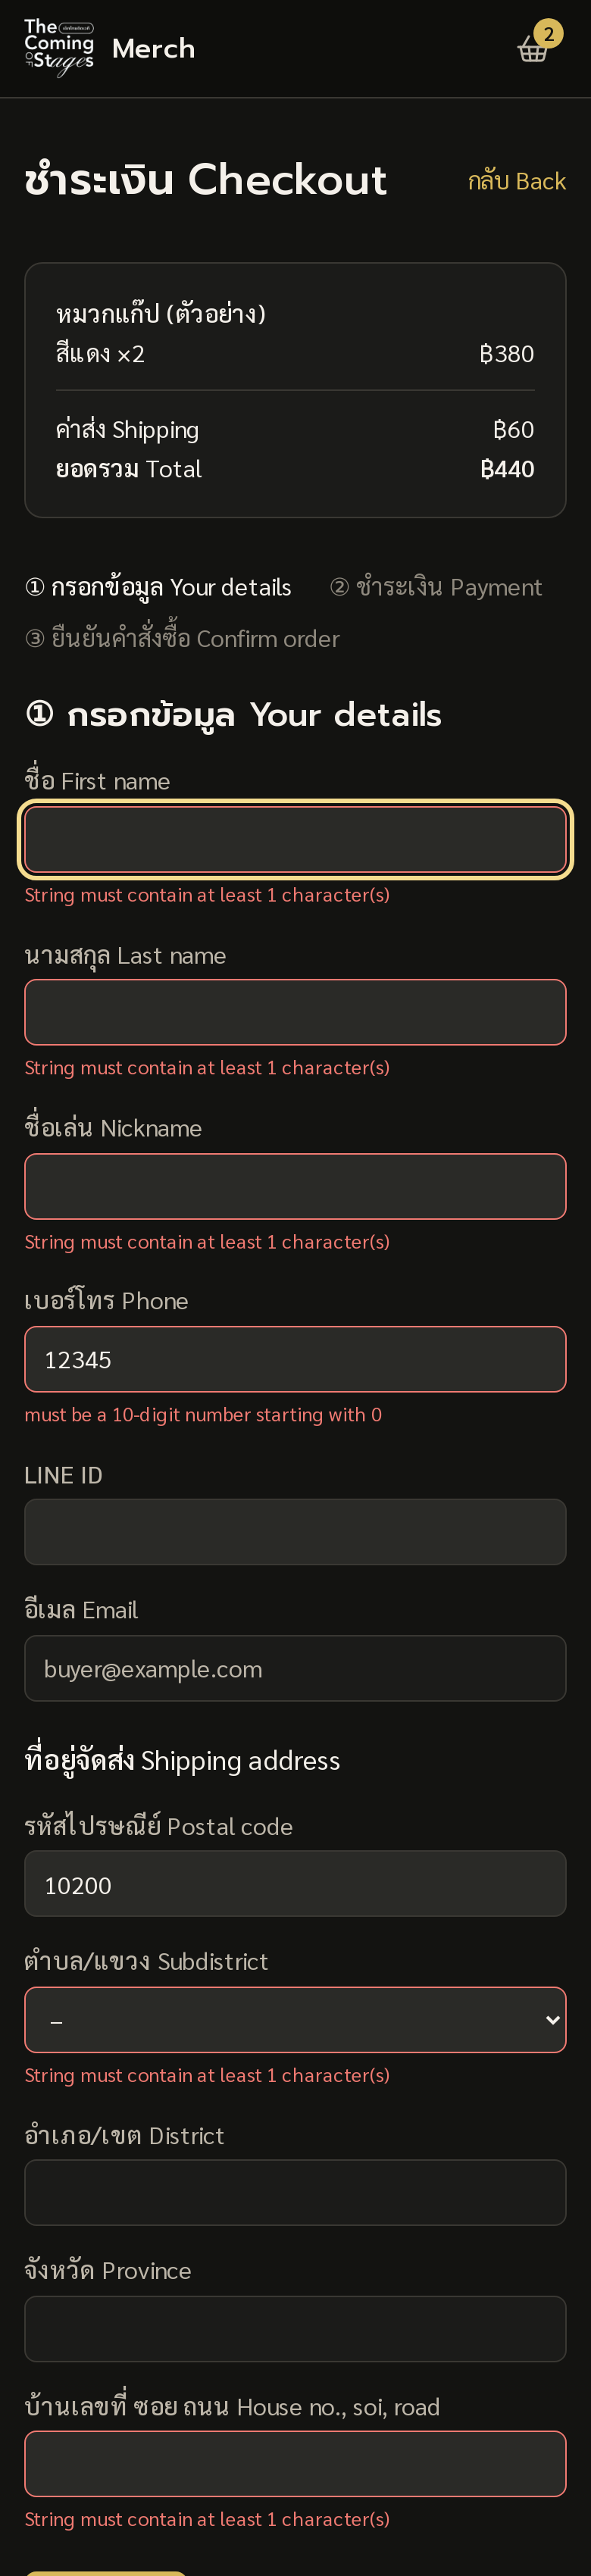 The
Coming
OF Stages
Merch
2
ชำระเงิน Checkout
กลับ Back
หมวกแก๊ป (ตัวอย่าง)
สีแดง ×2
฿380
ค่าส่ง Shipping
฿60
ยอดรวม Total
฿440
① กรอกข้อมูล Your details
② ชำระเงิน Payment
③ ยืนยันคำสั่งซื้อ Confirm order
① กรอกข้อมูล Your details
ชื่อ First name
String must contain at least 1 character(s)
นามสกุล Last name
String must contain at least 1 character(s)
ชื่อเล่น Nickname
String must contain at least 1 character(s)
เบอร์โทร Phone
12345
must be a 10-digit number starting with 0
LINE ID
อีเมล Email
buyer@example.com
ที่อยู่จัดส่ง Shipping address
รหัสไปรษณีย์ Postal code
10200
ตำบล/แขวง Subdistrict
–
String must contain at least 1 character(s)
อำเภอ/เขต District
จังหวัด Province
บ้านเลขที่ ซอย ถนน House no., soi, road
String must contain at least 1 character(s)